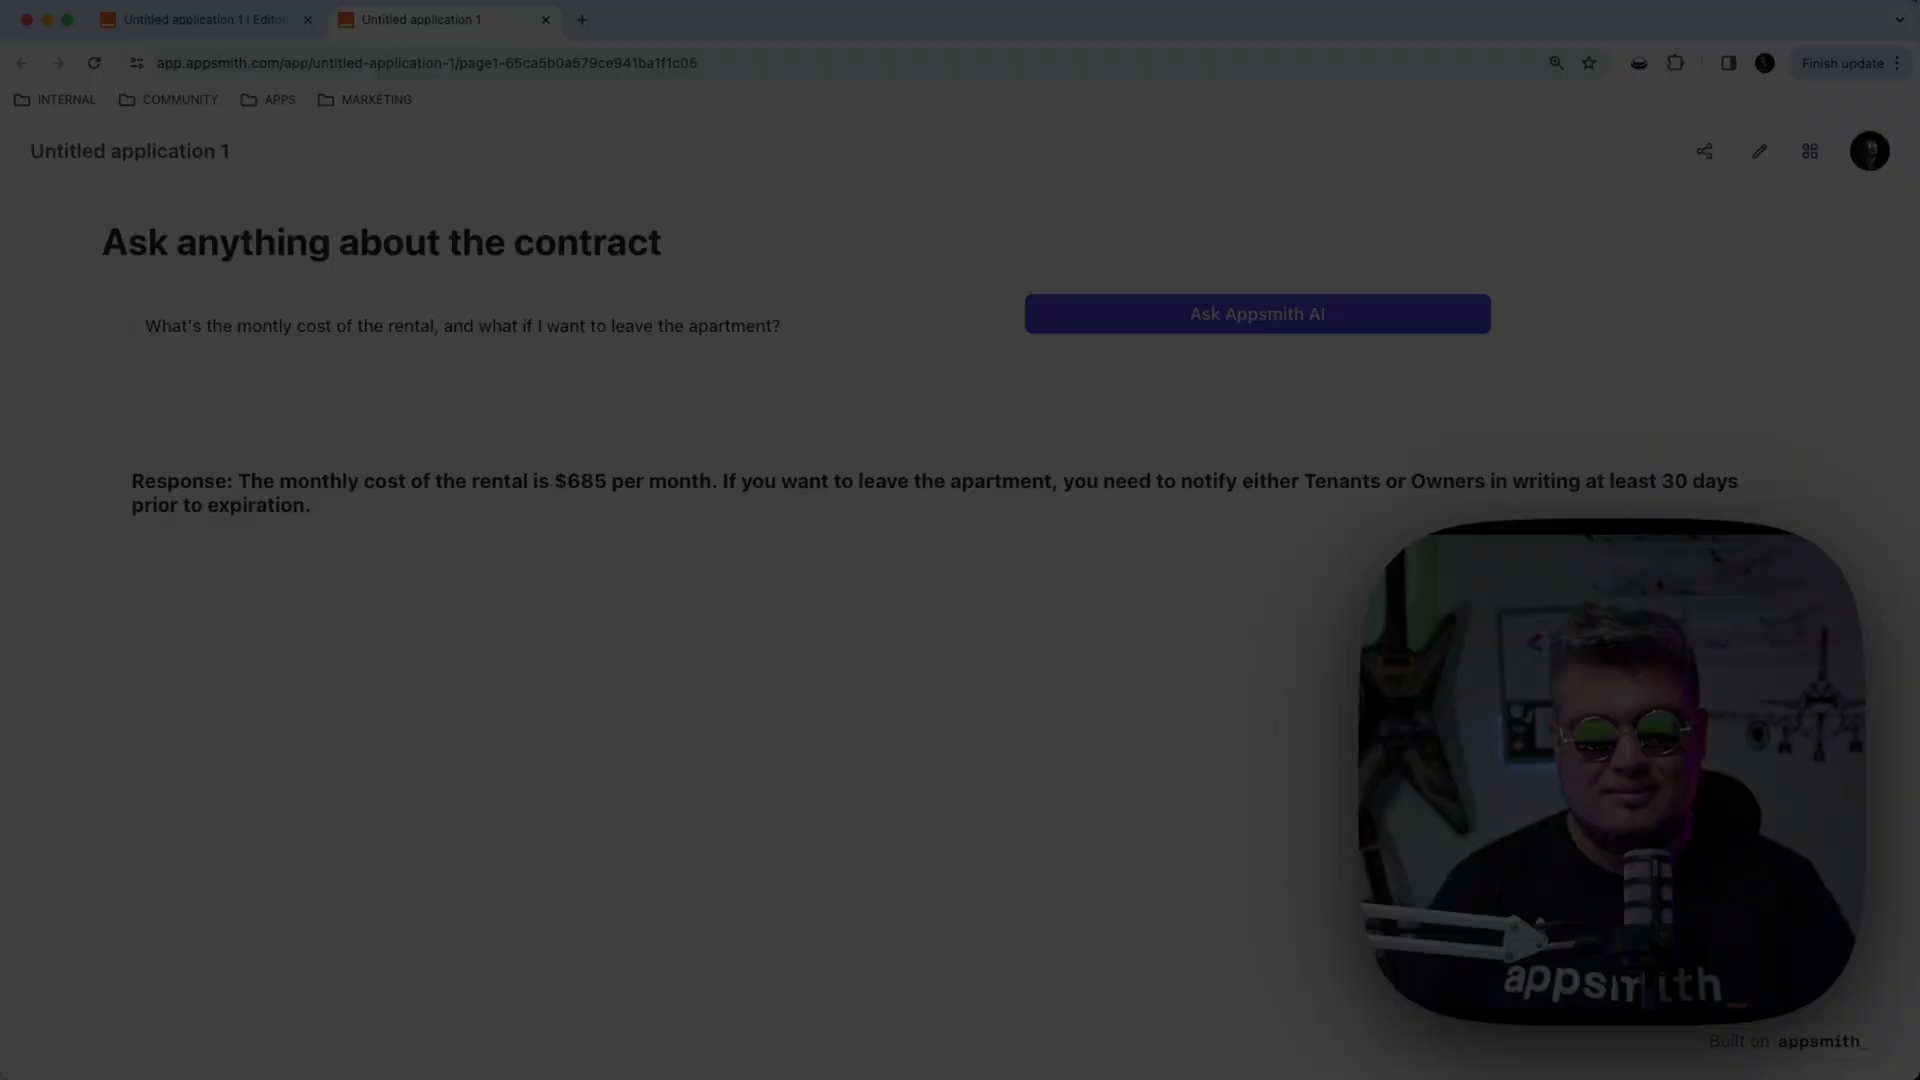 Untitled application 1 | Editor
Untitled application 1
app.appsmith.com/app/untitled-application-1/page1-65ca5b0a579ce941ba1f1c05
Finish update
INTERNAL
COMMUNITY
APPS
MARKETING
Untitled application 1
Ask anything about the contract
What's the montly cost of the rental, and what if I want to leave the apartment?
Ask Appsmith AI
Response: The monthly cost of the rental is $685 per month. If you want to leave the apartment, you need to notify either Tenants or Owners in writing at least 30 days
prior to expiration.
appsmith_
Built on appsmith_